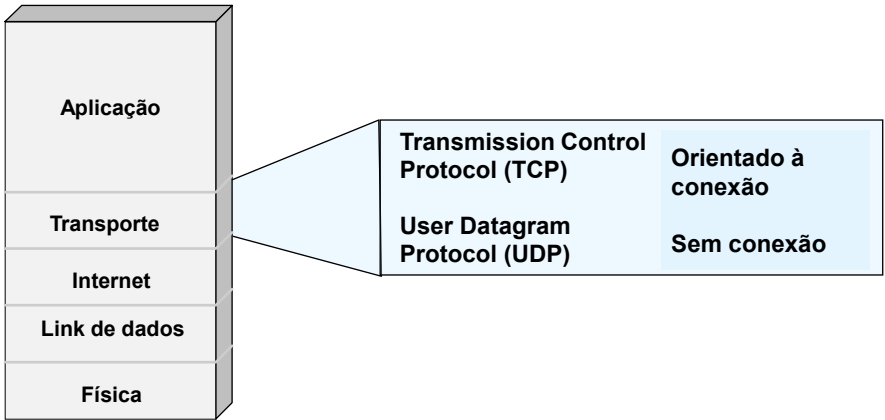 Aplicação
Transporte
Internet
Link de dados
Física
Transmission Control
Protocol (TCP)
Orientado à
conexão
User Datagram
Protocol (UDP)
Sem conexão